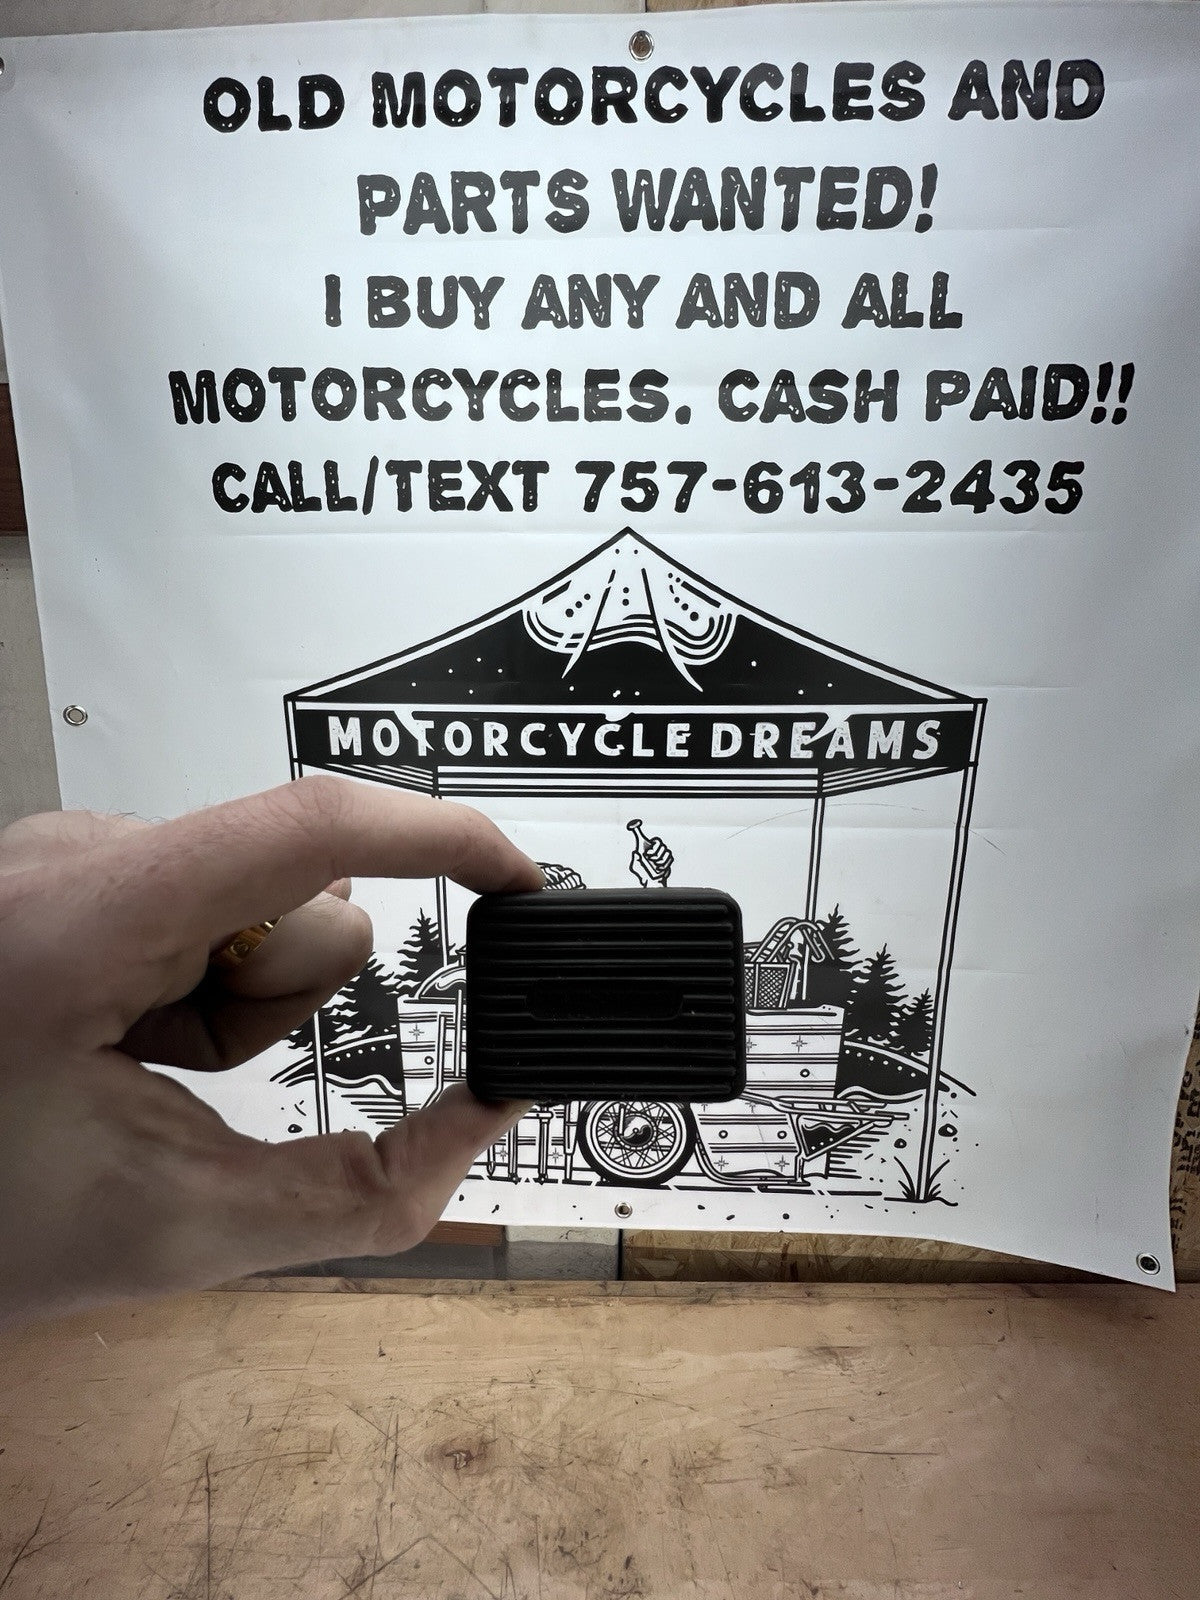 OLD MOTORCYCLES AND
PARTS WANTED!
I BUY ANY AND ALL
MOTORCYCLES. CASH PAID!!
CALL/TEXT 757-613-2435
MOTORCYCLE DREAMS